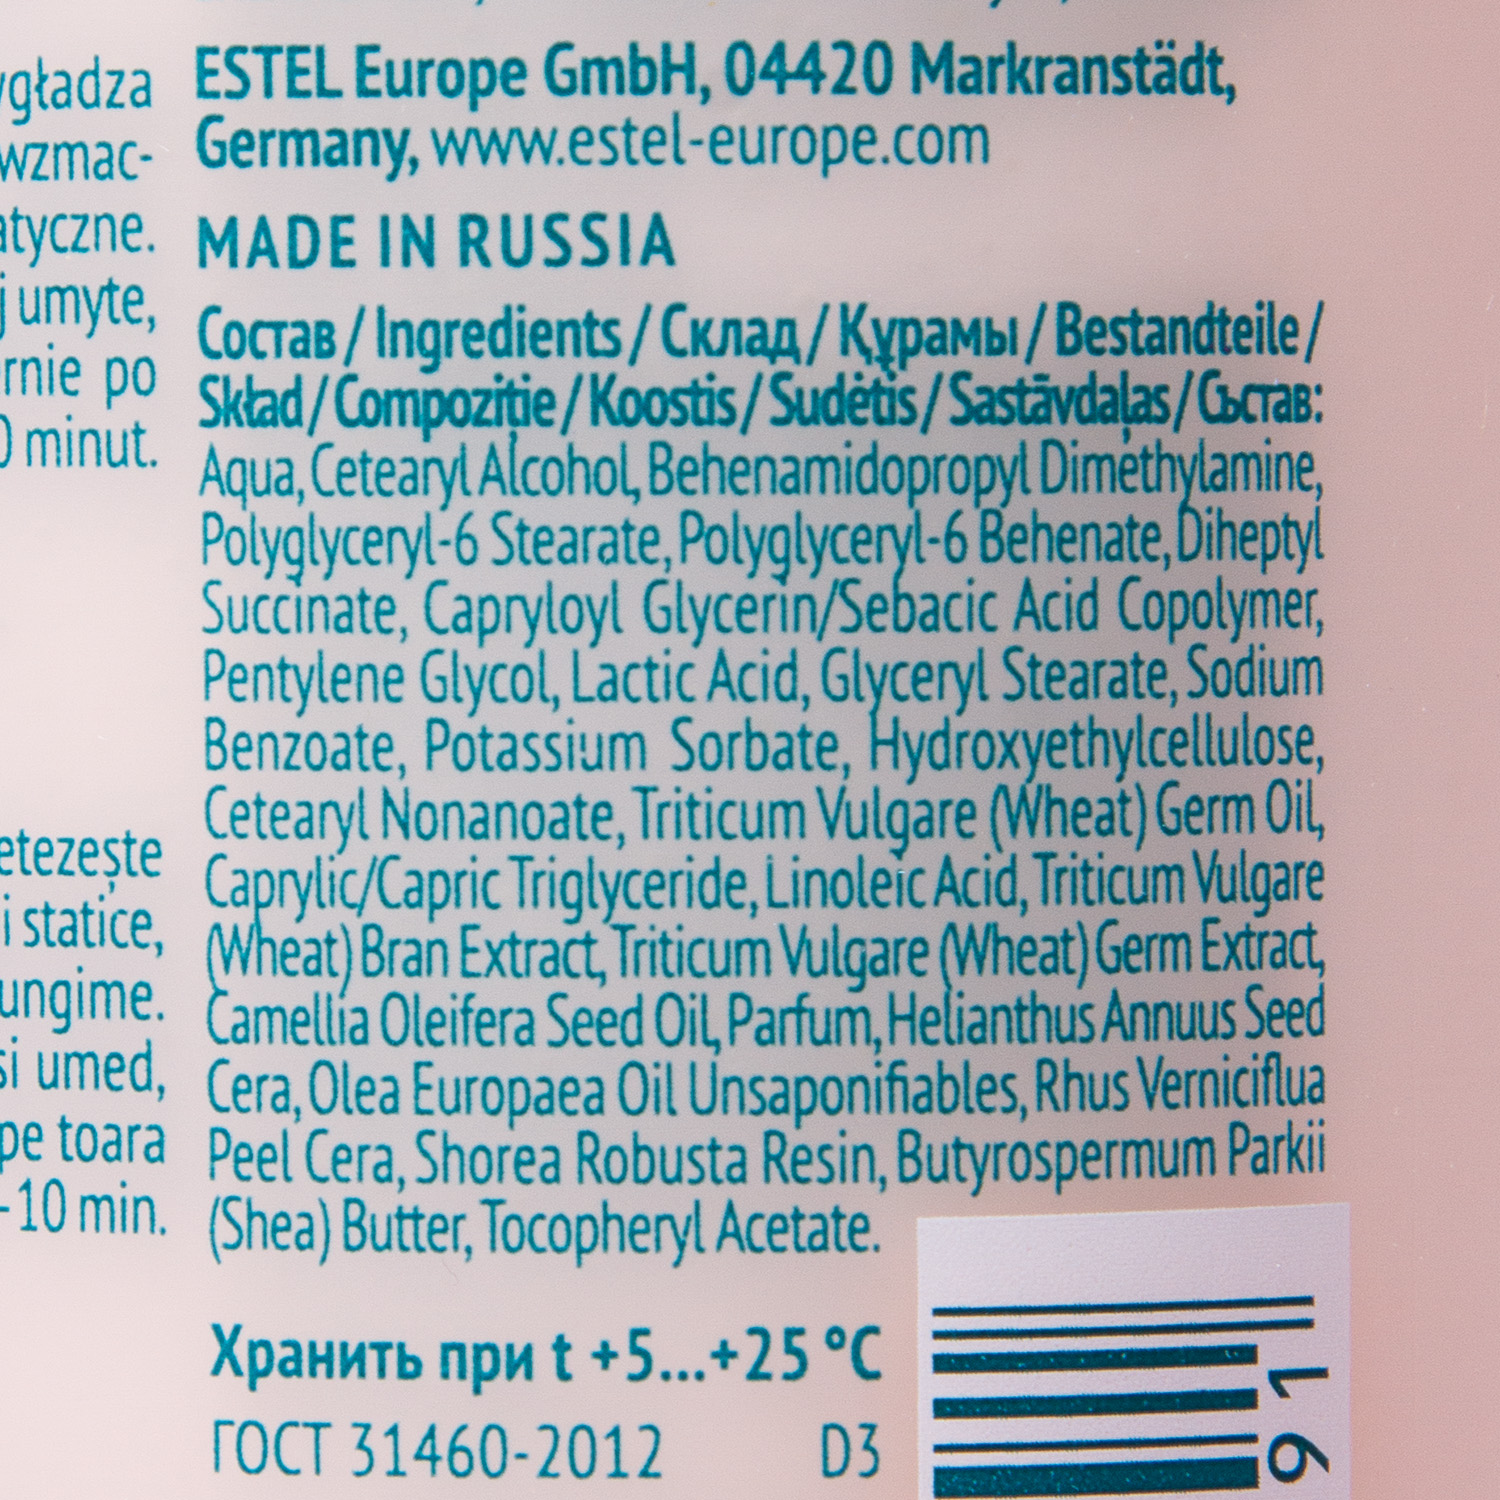 ygładza
wzmac-
atyczne.
j umyte,
rnie po
0 minut.
etezește
i statice,
ungime.
si umed,
pe toara
-10 min.
ESTEL Europe GmbH, 04420 Markranstädt,
Germany, www.estel-europe.com
MADE IN RUSSIA
Состав / Ingredients / Склад / Құрамы / Bestandteile /
Skład / Compoziție / Koostis / Sudėtis / Sastāvdaļas / Състав:
Aqua, Cetearyl Alcohol, Behenamidopropyl Dimethylamine,
Polyglyceryl-6 Stearate, Polyglyceryl-6 Behenate, Diheptyl
Succinate, Capryloyl Glycerin/Sebacic Acid Copolymer,
Pentylene Glycol, Lactic Acid, Glyceryl Stearate, Sodium
Benzoate, Potassium Sorbate, Hydroxyethylcellulose,
Cetearyl Nonanoate, Triticum Vulgare (Wheat) Germ Oil,
Caprylic/Capric Triglyceride, Linoleic Acid, Triticum Vulgare
(Wheat) Bran Extract, Triticum Vulgare (Wheat) Germ Extract,
Camellia Oleifera Seed Oil, Parfum, Helianthus Annuus Seed
Cera, Olea Europaea Oil Unsaponifiables, Rhus Verniciflua
Peel Cera, Shorea Robusta Resin, Butyrospermum Parkii
(Shea) Butter, Tocopheryl Acetate.
Хранить при t +5...+25 °C
ГОСТ 31460-2012 D3
91